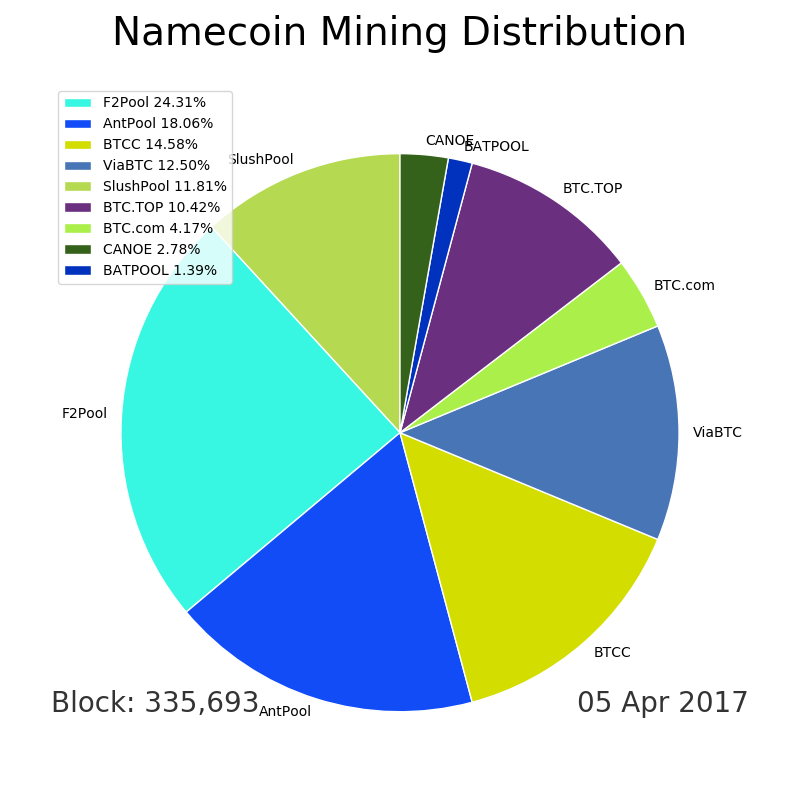 Namecoin Mining Distribution
F2Pool 24.31%
AntPool 18.06%
BTCC 14.58%
ViaBTC 12.50%
SlushPool 11.81%
BTC.TOP 10.42%
BTC.com 4.17%
CANOE 2.78%
BATPOOL 1.39%
CANOE
BATPOOL
SlushPool
BTC.TOP
BTC.com
F2Pool
ViaBTC
BTCC
Block: 335,693
AntPool
05 Apr 2017